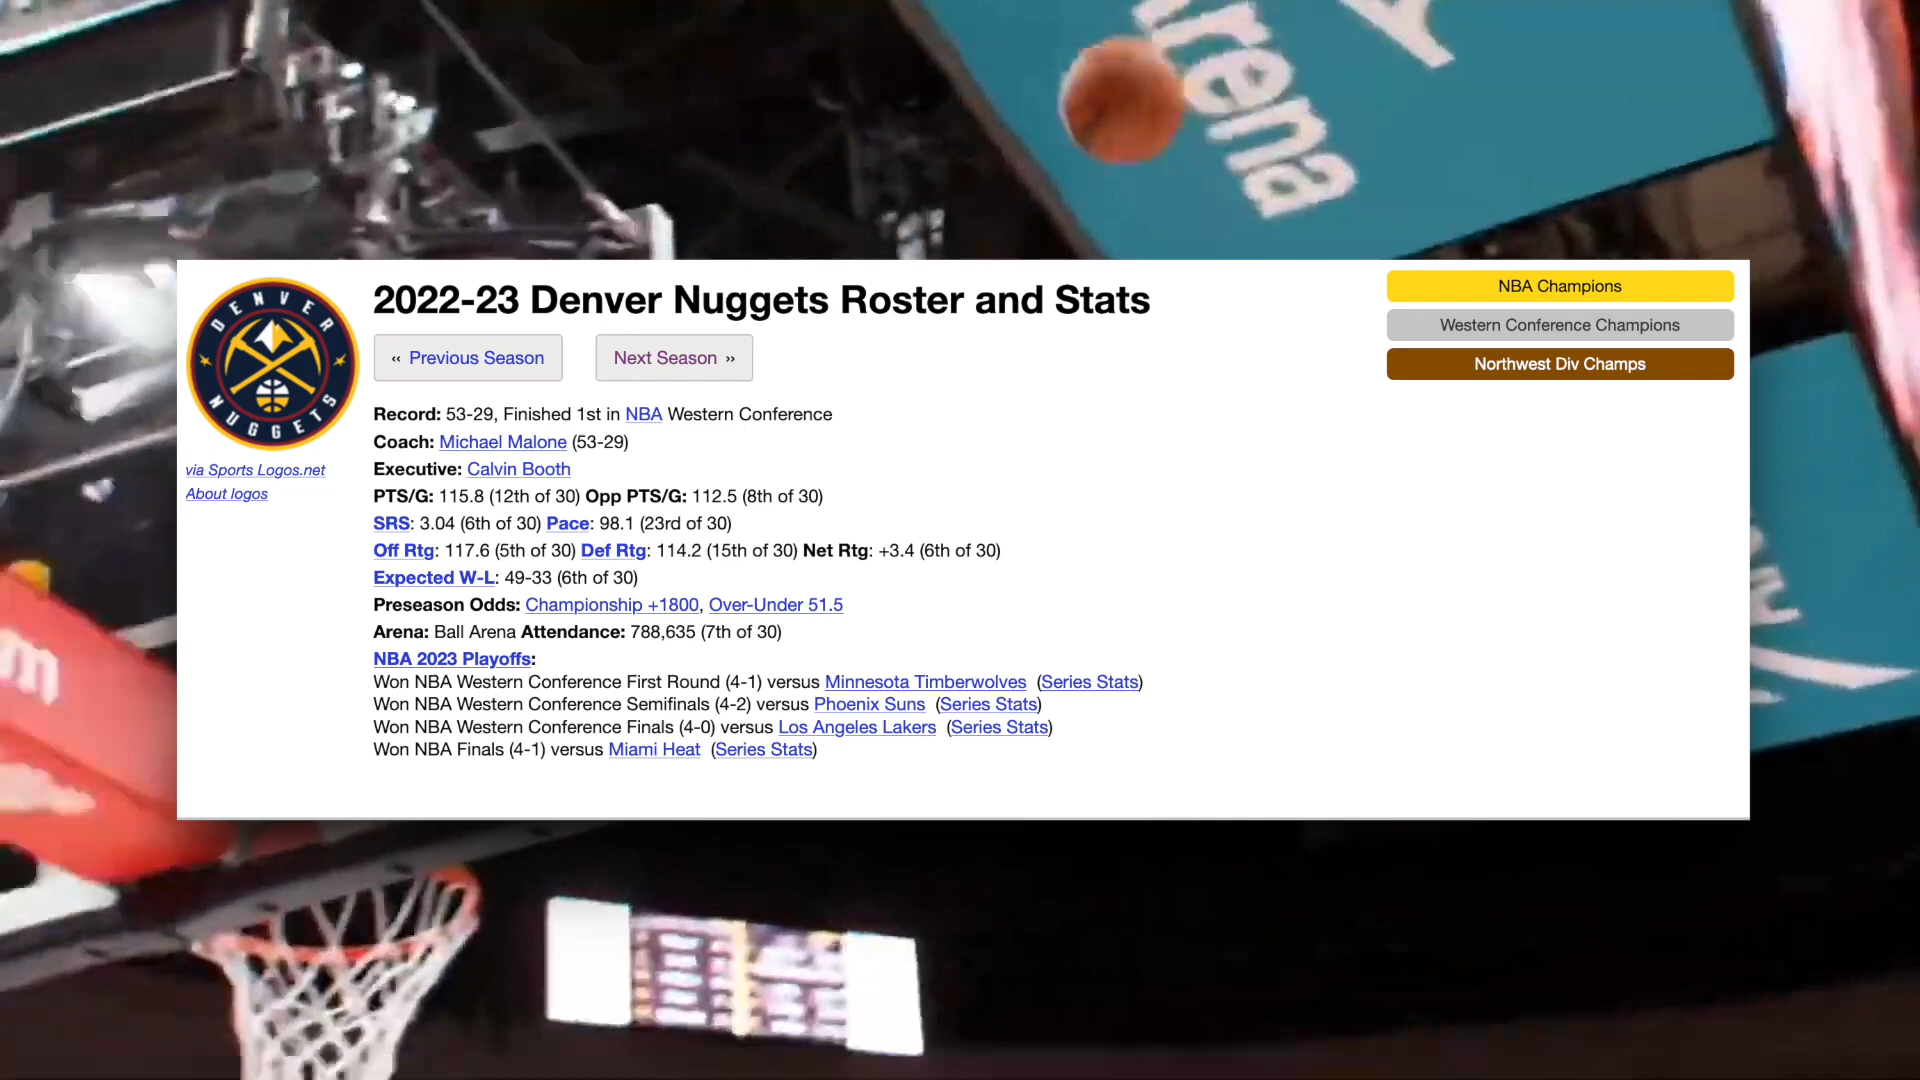 Arena
DENVER
NUGGETS
2022-23 Denver Nuggets Roster and Stats
‹‹ Previous Season
Next Season ››
NBA Champions
Western Conference Champions
Northwest Div Champs
via Sports Logos.net
About logos
Record: 53-29, Finished 1st in NBA Western Conference
Coach: Michael Malone (53-29)
Executive: Calvin Booth
PTS/G: 115.8 (12th of 30) Opp PTS/G: 112.5 (8th of 30)
SRS: 3.04 (6th of 30) Pace: 98.1 (23rd of 30)
Off Rtg: 117.6 (5th of 30) Def Rtg: 114.2 (15th of 30) Net Rtg: +3.4 (6th of 30)
Expected W-L: 49-33 (6th of 30)
Preseason Odds: Championship +1800, Over-Under 51.5
Arena: Ball Arena Attendance: 788,635 (7th of 30)
NBA 2023 Playoffs:
Won NBA Western Conference First Round (4-1) versus Minnesota Timberwolves (Series Stats)
Won NBA Western Conference Semifinals (4-2) versus Phoenix Suns (Series Stats)
Won NBA Western Conference Finals (4-0) versus Los Angeles Lakers (Series Stats)
Won NBA Finals (4-1) versus Miami Heat (Series Stats)